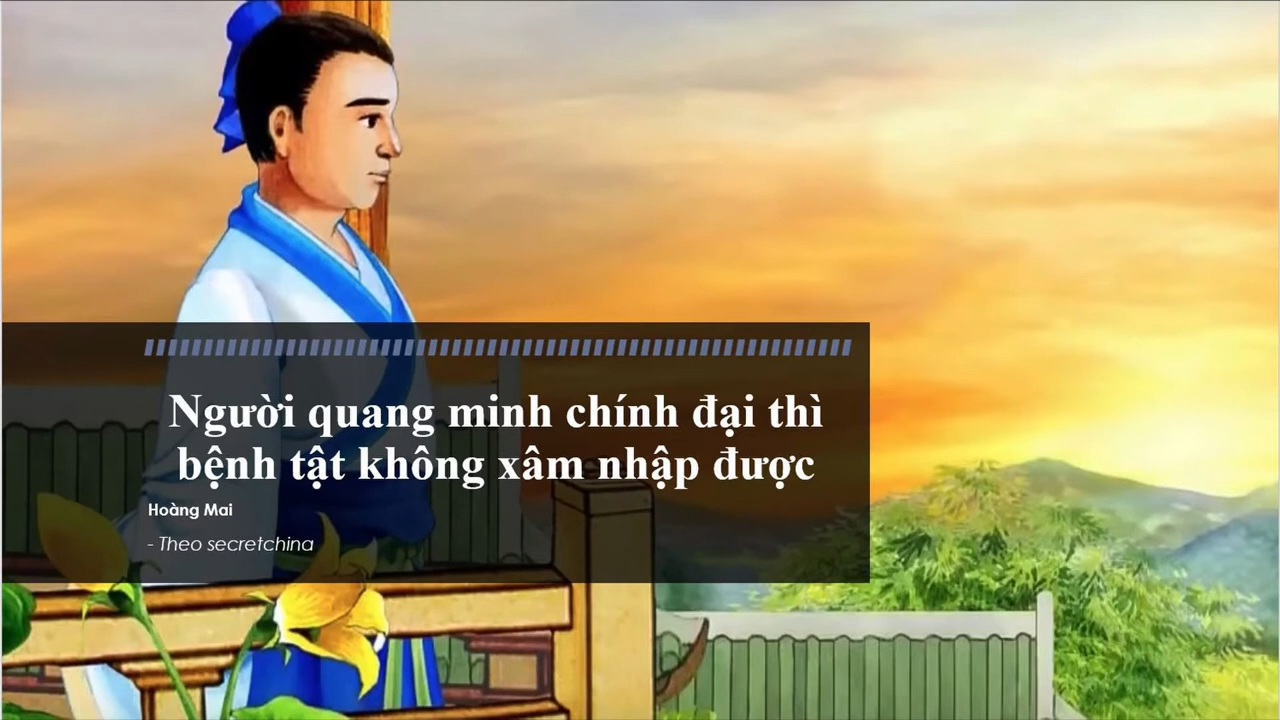 Người quang minh chính đại thì
bệnh tật không xâm nhập được
Hoàng Mai
- Theo secretchina